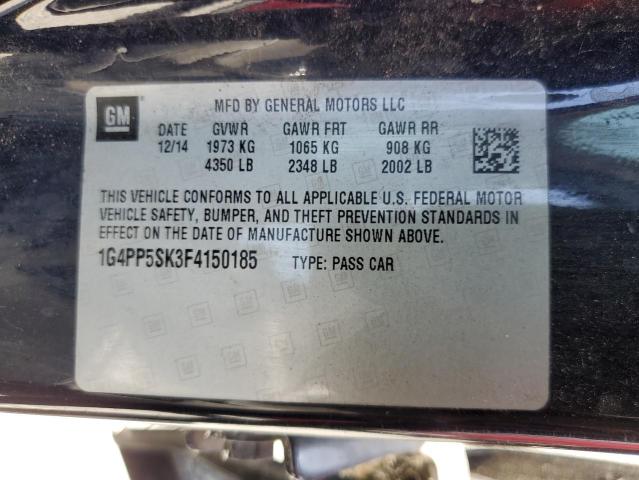 GM
MFD BY GENERAL MOTORS LLC
DATE GVWR GAWR FRT GAWR RR
12/14 1973 KG 1065 KG 908 KG
4350 LB 2348 LB 2002 LB
THIS VEHICLE CONFORMS TO ALL APPLICABLE U.S. FEDERAL MOTOR
VEHICLE SAFETY, BUMPER, AND THEFT PREVENTION STANDARDS IN
EFFECT ON THE DATE OF MANUFACTURE SHOWN ABOVE.
1G4PP5SK3F4150185 TYPE: PASS CAR